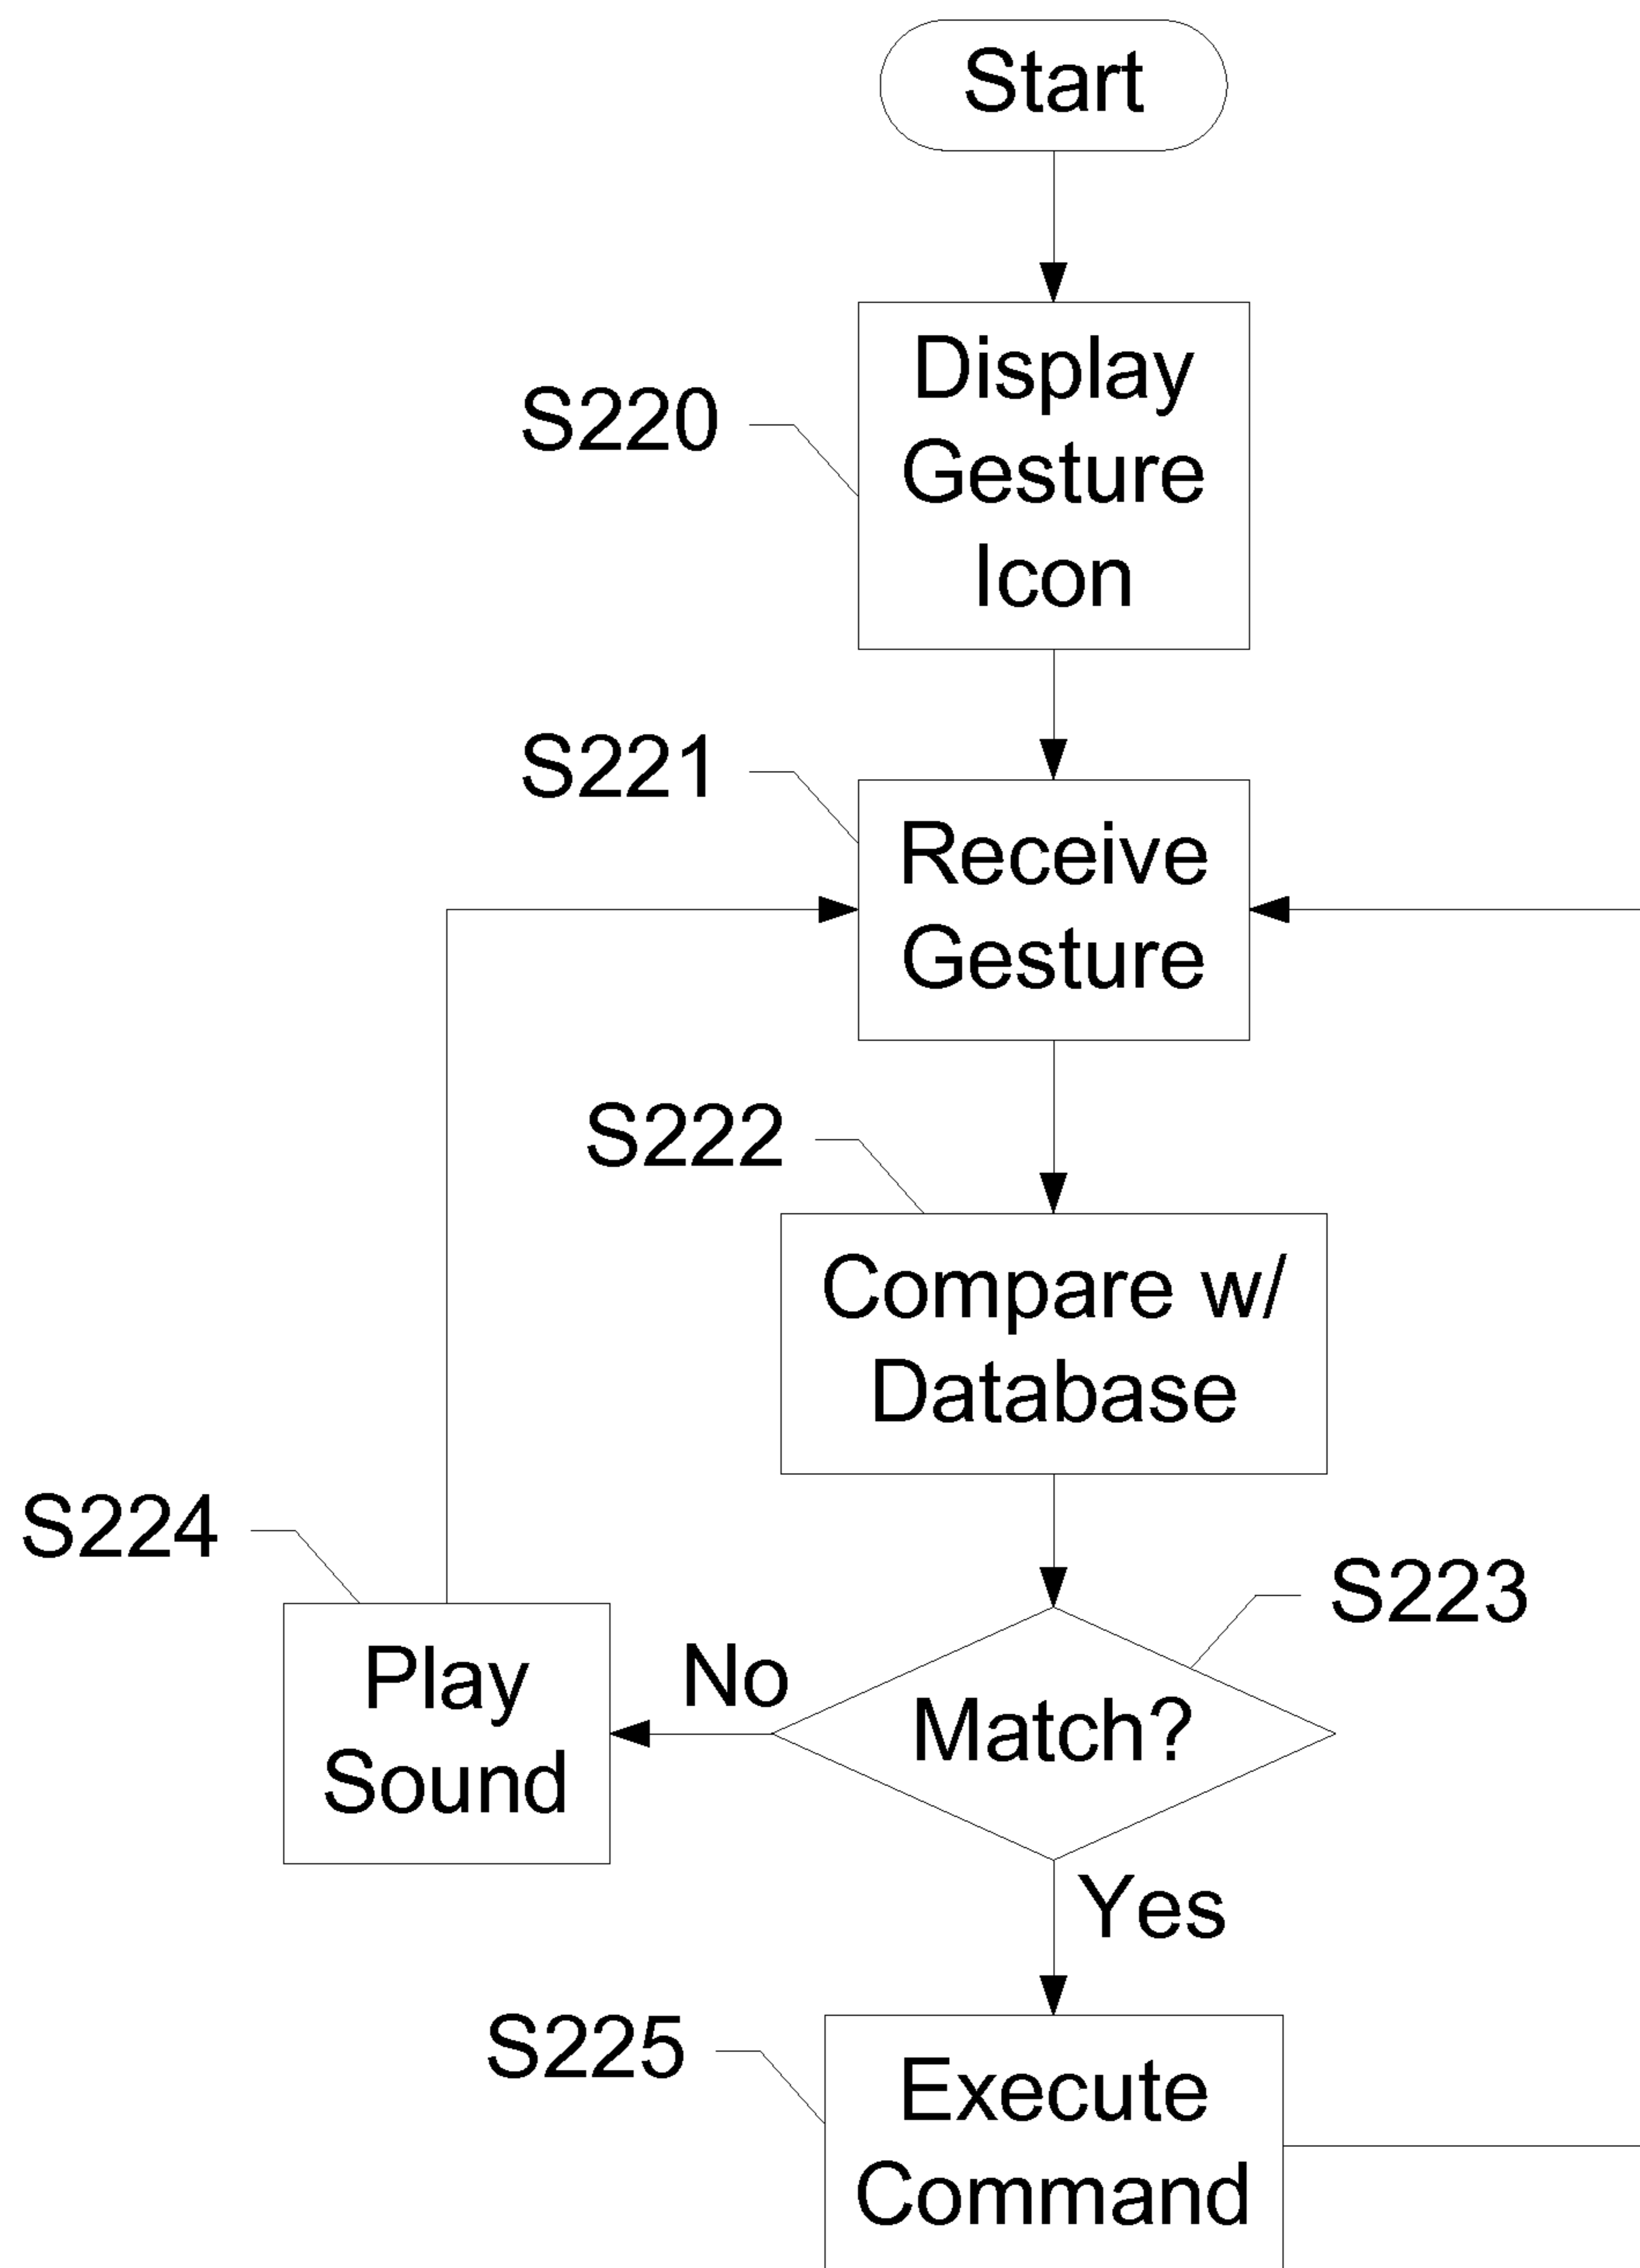 Start
S220
Display
Gesture
Icon
S221
Receive
Gesture
S222
Compare w/
Database
S224
S223
Play
Sound
No
Match?
Yes
S225
Execute
Command